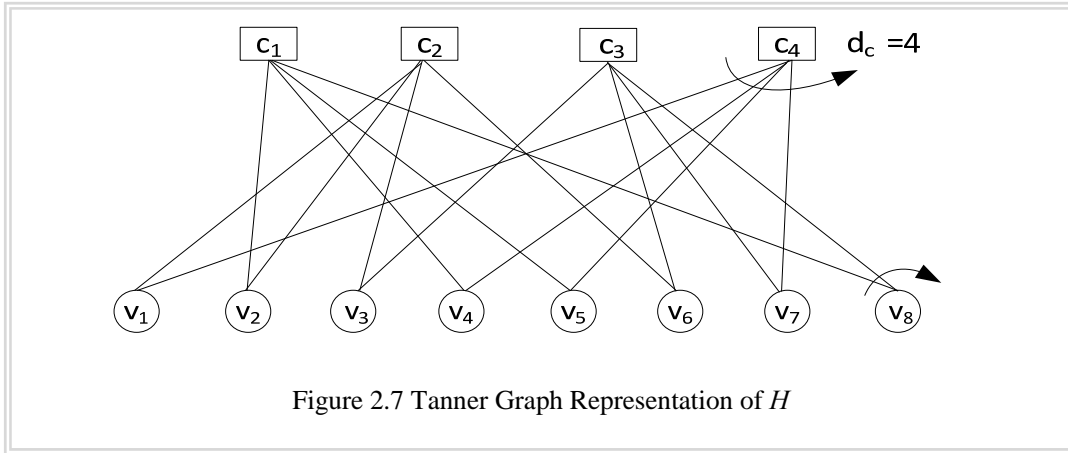 c₁ c₂ c₃ c₄ d_c =4
v₁ v₂ v₃ v₄ v₅ v₆ v₇ v₈
Figure 2.7 Tanner Graph Representation of H